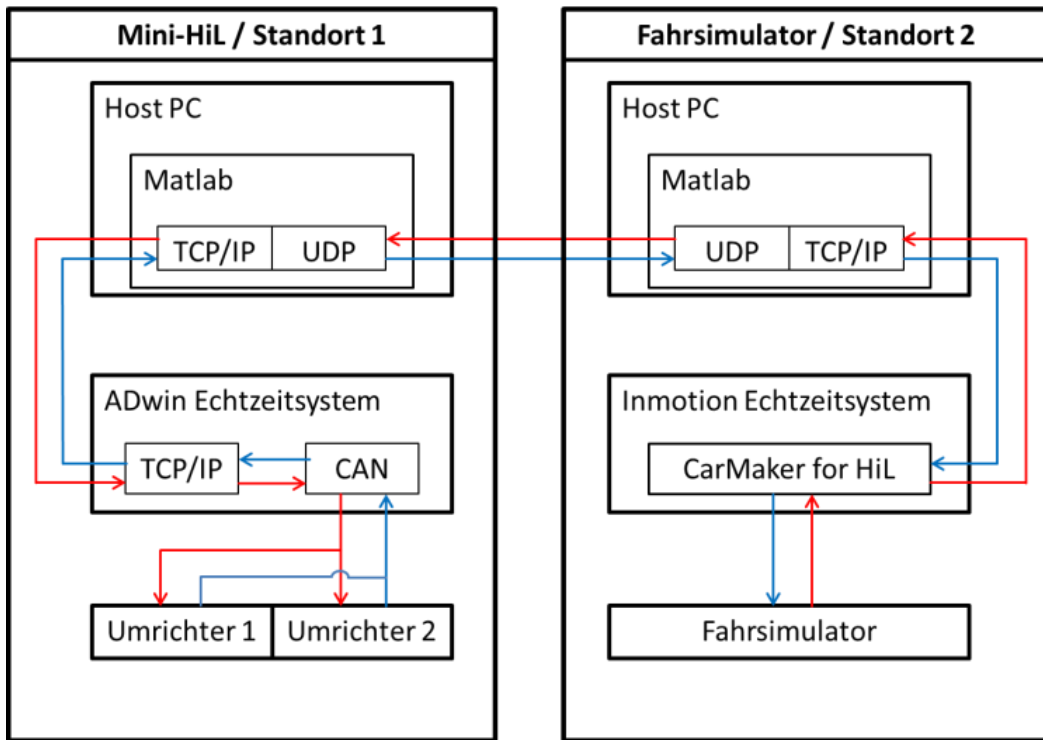 Mini-HiL / Standort 1
Host PC
Matlab
TCP/IP UDP
ADwin Echtzeitsystem
TCP/IP CAN
Umrichter 1 Umrichter 2
Fahrsimulator / Standort 2
Host PC
Matlab
UDP TCP/IP
Inmotion Echtzeitsystem
CarMaker for HiL
Fahrsimulator